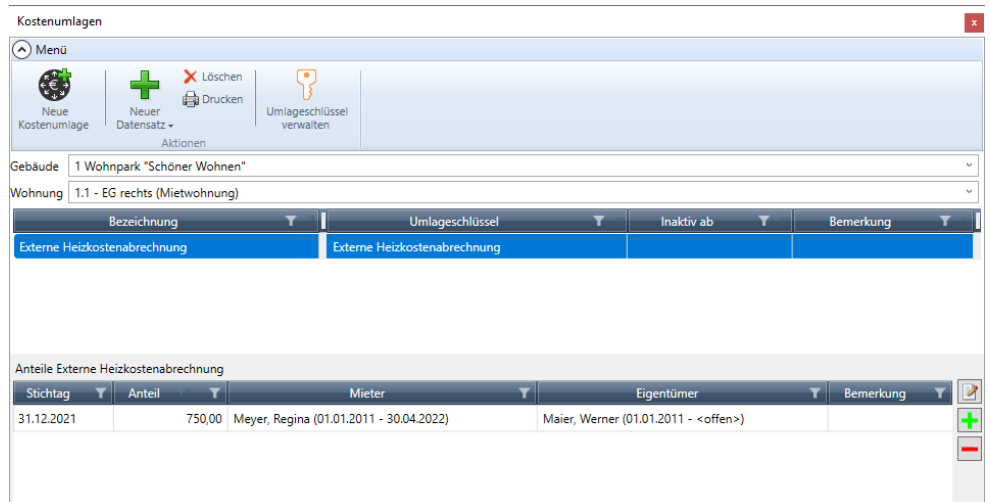 Kostenumlagen
x
Menü
Neue
Kostenumlage
Neuer
Datensatz
Löschen
Drucken
Umlageschlüssel
verwalten
Aktionen
Gebäude 1 Wohnpark "Schöner Wohnen"
Wohnung 1.1 - EG rechts (Mietwohnung)
Bezeichnung Umlageschlüssel Inaktiv ab Bemerkung
Externe Heizkostenabrechnung Externe Heizkostenabrechnung
Anteile Externe Heizkostenabrechnung
Stichtag Anteil Mieter Eigentümer Bemerkung
31.12.2021 750,00 Meyer, Regina (01.01.2011 - 30.04.2022) Maier, Werner (01.01.2011 - <offen>)